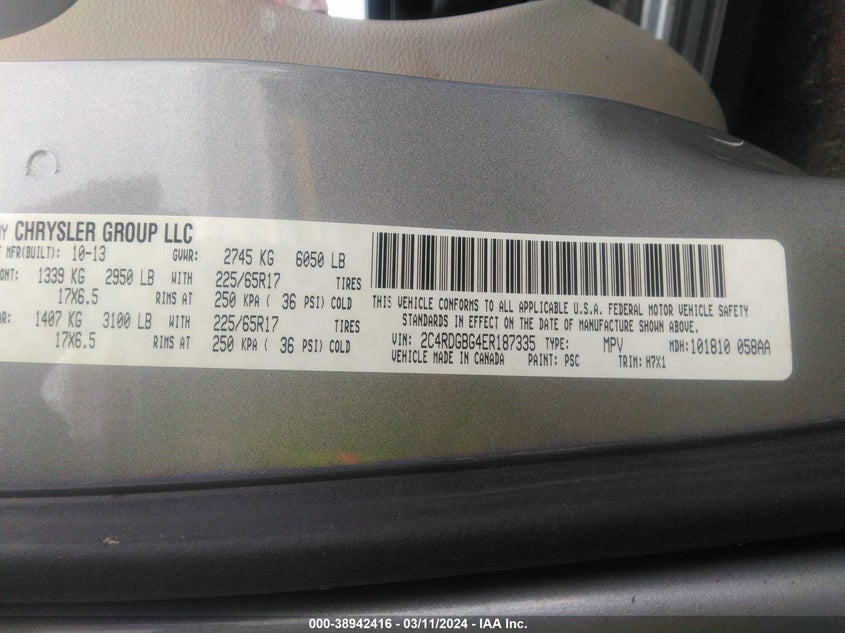 CHRYSLER GROUP LLC
MFR(BUILT): 10-13 GVWR: 2745 KG 6050 LB
1339 KG 2950 LB WITH 225/65R17 TIRES
17X6.5 RIMS AT 250 KPA ( 36 PSI) COLD
1407 KG 3100 LB WITH 225/65R17 TIRES
17X6.5 RIMS AT 250 KPA ( 36 PSI) COLD
THIS VEHICLE CONFORMS TO ALL APPLICABLE U.S.A. FEDERAL MOTOR VEHICLE SAFETY
STANDARDS IN EFFECT ON THE DATE OF MANUFACTURE SHOWN ABOVE.
VIN: 2C4RDGBG4ER187335 TYPE: MPV MDH: 101810 058AA
VEHICLE MADE IN CANADA PAINT: PSC TRIM: H7X1
000-38942416 - 03/11/2024 - IAA Inc.